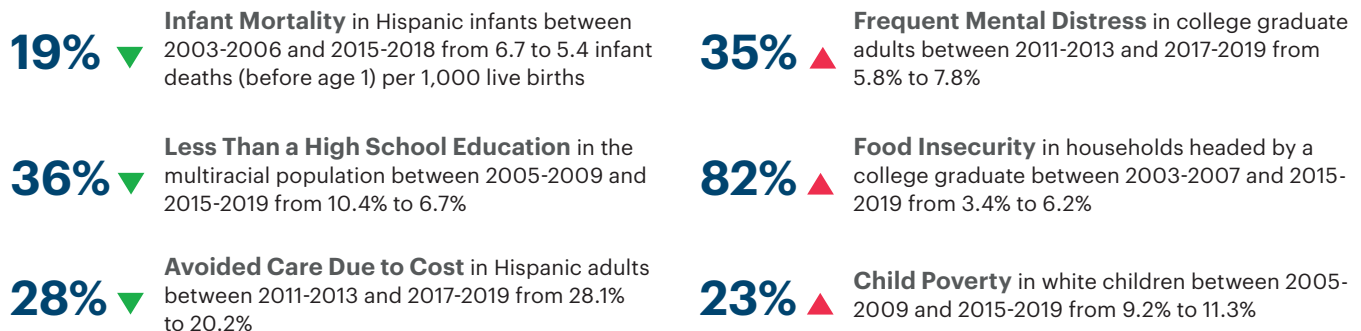 19% ▼
Infant Mortality in Hispanic infants between
2003-2006 and 2015-2018 from 6.7 to 5.4 infant
deaths (before age 1) per 1,000 live births
36% ▼
Less Than a High School Education in the
multiracial population between 2005-2009 and
2015-2019 from 10.4% to 6.7%
28% ▼
Avoided Care Due to Cost in Hispanic adults
between 2011-2013 and 2017-2019 from 28.1%
to 20.2%
35% ▲
Frequent Mental Distress in college graduate
adults between 2011-2013 and 2017-2019 from
5.8% to 7.8%
82% ▲
Food Insecurity in households headed by a
college graduate between 2003-2007 and 2015-
2019 from 3.4% to 6.2%
23% ▲
Child Poverty in white children between 2005-
2009 and 2015-2019 from 9.2% to 11.3%